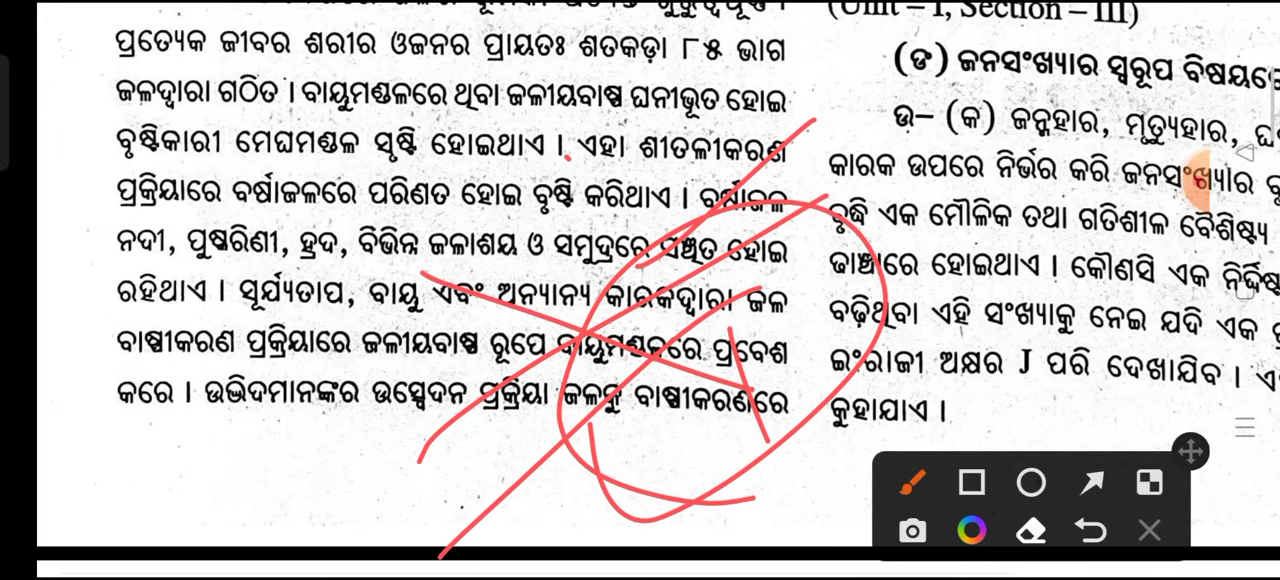 ପ୍ରତ୍ୟେକ ଜୀବର ଶରୀର ଓଜନର ପ୍ରାୟତଃ ଶତକଡ଼ା ୮୫ ଭାଗ
ଜଳଦ୍ୱାରା ଗଠିତ । ବାୟୁମଣ୍ଡଳରେ ଥିବା ଜଳୀୟବାଷ୍ପ ଘନୀଭୂତ ହୋଇ
ବୃଷ୍ଟିକାରୀ ମେଘମଣ୍ଡଳ ସୃଷ୍ଟି ହୋଇଥାଏ । ଏହା ଶୀତଳୀକରଣ
ପ୍ରକ୍ରିୟାରେ ବର୍ଷାଜଳରେ ପରିଣତ ହୋଇ ବୃଷ୍ଟି କରିଥାଏ । ବର୍ଷାଜଳ
ନଦୀ, ପୁଷ୍କରିଣୀ, ହ୍ରଦ, ବିଭିନ୍ନ ଜଳାଶୟ ଓ ସମୁଦ୍ରରେ ସଞ୍ଚିତ ହୋଇ
ରହିଥାଏ । ସୂର୍ଯ୍ୟତାପ, ବାୟୁ ଏବଂ ଅନ୍ୟାନ୍ୟ କାରକଦ୍ୱାରା ଜଳ
ବାଷ୍ପୀକରଣ ପ୍ରକ୍ରିୟାରେ ଜଳୀୟବାଷ୍ପ ରୂପେ ବାୟୁମଣ୍ଡଳରେ ପ୍ରବେଶ
କରେ । ଉଦ୍ଭିଦମାନଙ୍କର ଉତ୍ସ୍ୱେଦନ ପ୍ରକ୍ରିୟା ଜଳକୁ ବାଷ୍ପୀକରଣରେ
(Unit – I, Section – III)
(ଙ) ଜନସଂଖ୍ୟାର ସ୍ୱରୂପ
ଉ– (କ) ଜନ୍ମହାର, ମୃତ୍ୟୁହାର,
କାରକ ଉପରେ ନିର୍ଭର କରି ଜନସଂଖ୍ୟାର
ବୃଦ୍ଧି ଏକ ମୌଳିକ ତଥା ଗତିଶୀଳ ବୈଶିଷ୍ଟ୍ୟ
ଢାଞ୍ଚାରେ ହୋଇଥାଏ । କୌଣସି ଏକ
ବଢ଼ିଥିବା ଏହି ସଂଖ୍ୟାକୁ ନେଇ ଯଦି ଏକ
ଇଂରାଜୀ ଅକ୍ଷର J ପରି ଦେଖାଯିବ ।
କୁହାଯାଏ ।